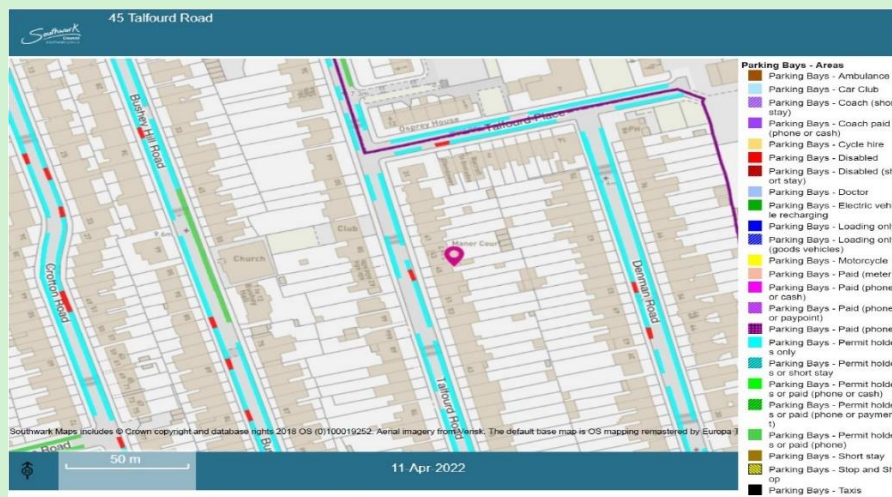 45 Talfourd Road
Southwark
Council
Osprey House
Talfourd Place
Bushey Hill Road
Club
Manor Court
Church
Crofton Road
Denman Road
Talfourd Road
Road
Bu
Southwark Maps includes © Crown copyright and database rights 2018 OS (0)100019252. Aerial imagery from Verisk. The default base map is OS mapping remastered by Europa T
50 m
11-Apr-2022
Parking Bays - Areas
Parking Bays - Ambulance
Parking Bays - Car Club
Parking Bays - Coach (shor
t stay)
Parking Bays - Coach paid
(phone or cash)
Parking Bays - Cycle hire
Parking Bays - Disabled
Parking Bays - Disabled (sh
ort stay)
Parking Bays - Doctor
Parking Bays - Electric vehi
le recharging
Parking Bays - Loading onl
Parking Bays - Loading onl
(goods vehicles)
Parking Bays - Motorcycle
Parking Bays - Paid (meter
Parking Bays - Paid (phone
or cash)
Parking Bays - Paid (phone
or paypoint)
Parking Bays - Paid (phone
Parking Bays - Permit holde
s only
Parking Bays - Permit holde
s or short stay
Parking Bays - Permit holde
s or paid (phone or cash)
Parking Bays - Permit holde
s or paid (phone or paymen
t)
Parking Bays - Permit holde
s or paid (phone)
Parking Bays - Short stay
Parking Bays - Stop and Sh
op
Parking Bays - Taxis